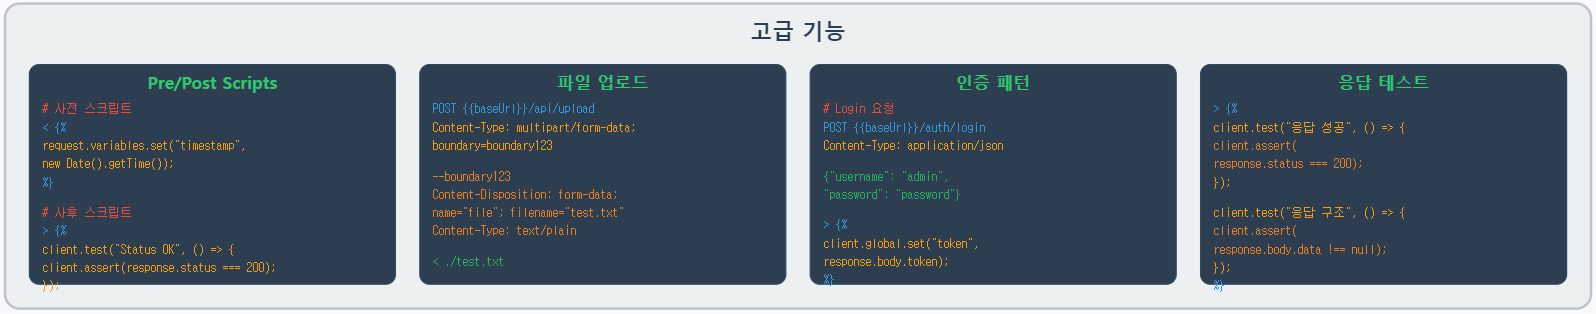 고급 기능
Pre/Post Scripts
# 사전 스크립트
< {%
request.variables.set("timestamp",
new Date().getTime());
%}
# 사후 스크립트
> {%
client.test("Status OK", () => {
client.assert(response.status === 200);
});
파일 업로드
POST {{baseUrl}}/api/upload
Content-Type: multipart/form-data;
boundary=boundary123
--boundary123
Content-Disposition: form-data;
name="file"; filename="test.txt"
Content-Type: text/plain
< ./test.txt
인증 패턴
# Login 요청
POST {{baseUrl}}/auth/login
Content-Type: application/json
{"username": "admin",
"password": "password"}
> {%
client.global.set("token",
response.body.token);
%}
응답 테스트
> {%
client.test("응답 성공", () => {
client.assert(
response.status === 200);
});
client.test("응답 구조", () => {
client.assert(
response.body.data !== null);
});
%}